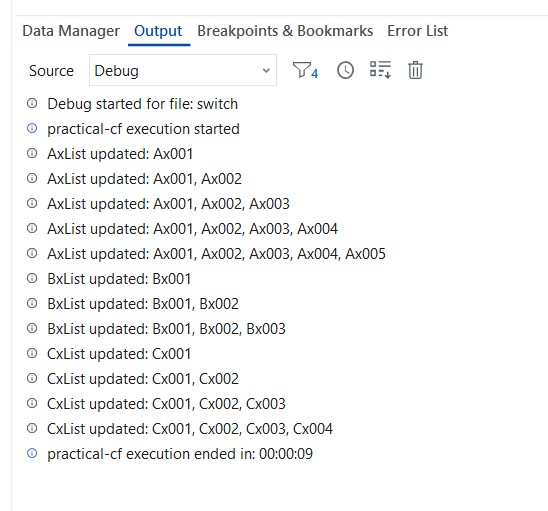 Data Manager Output Breakpoints & Bookmarks Error List
Source Debug 4
Debug started for file: switch
practical-cf execution started
AxList updated: Ax001
AxList updated: Ax001, Ax002
AxList updated: Ax001, Ax002, Ax003
AxList updated: Ax001, Ax002, Ax003, Ax004
AxList updated: Ax001, Ax002, Ax003, Ax004, Ax005
BxList updated: Bx001
BxList updated: Bx001, Bx002
BxList updated: Bx001, Bx002, Bx003
CxList updated: Cx001
CxList updated: Cx001, Cx002
CxList updated: Cx001, Cx002, Cx003
CxList updated: Cx001, Cx002, Cx003, Cx004
practical-cf execution ended in: 00:00:09